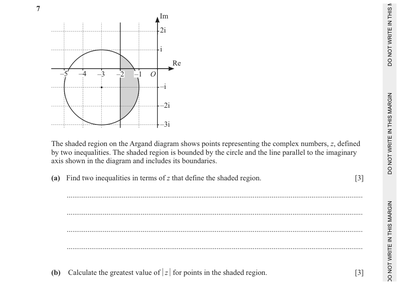 7
Im
2i
i
Re
–5 –4 –3 –2 –1 O
–i
–2i
–3i
The shaded region on the Argand diagram shows points representing the complex numbers, z, defined
by two inequalities. The shaded region is bounded by the circle and the line parallel to the imaginary
axis shown in the diagram and includes its boundaries.
(a) Find two inequalities in terms of z that define the shaded region. [3]
(b) Calculate the greatest value of |z| for points in the shaded region. [3]
DO NOT WRITE IN THIS M
DO NOT WRITE IN THIS MARGIN
DO NOT WRITE IN THIS MARGIN